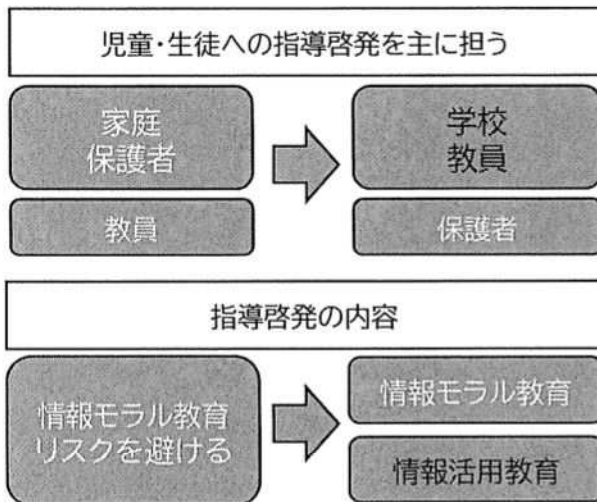 児童・生徒への指導啓発を主に担う
家庭
保護者
学校
教員
教員
保護者
指導啓発の内容
情報モラル教育
リスクを避ける
情報モラル教育
情報活用教育